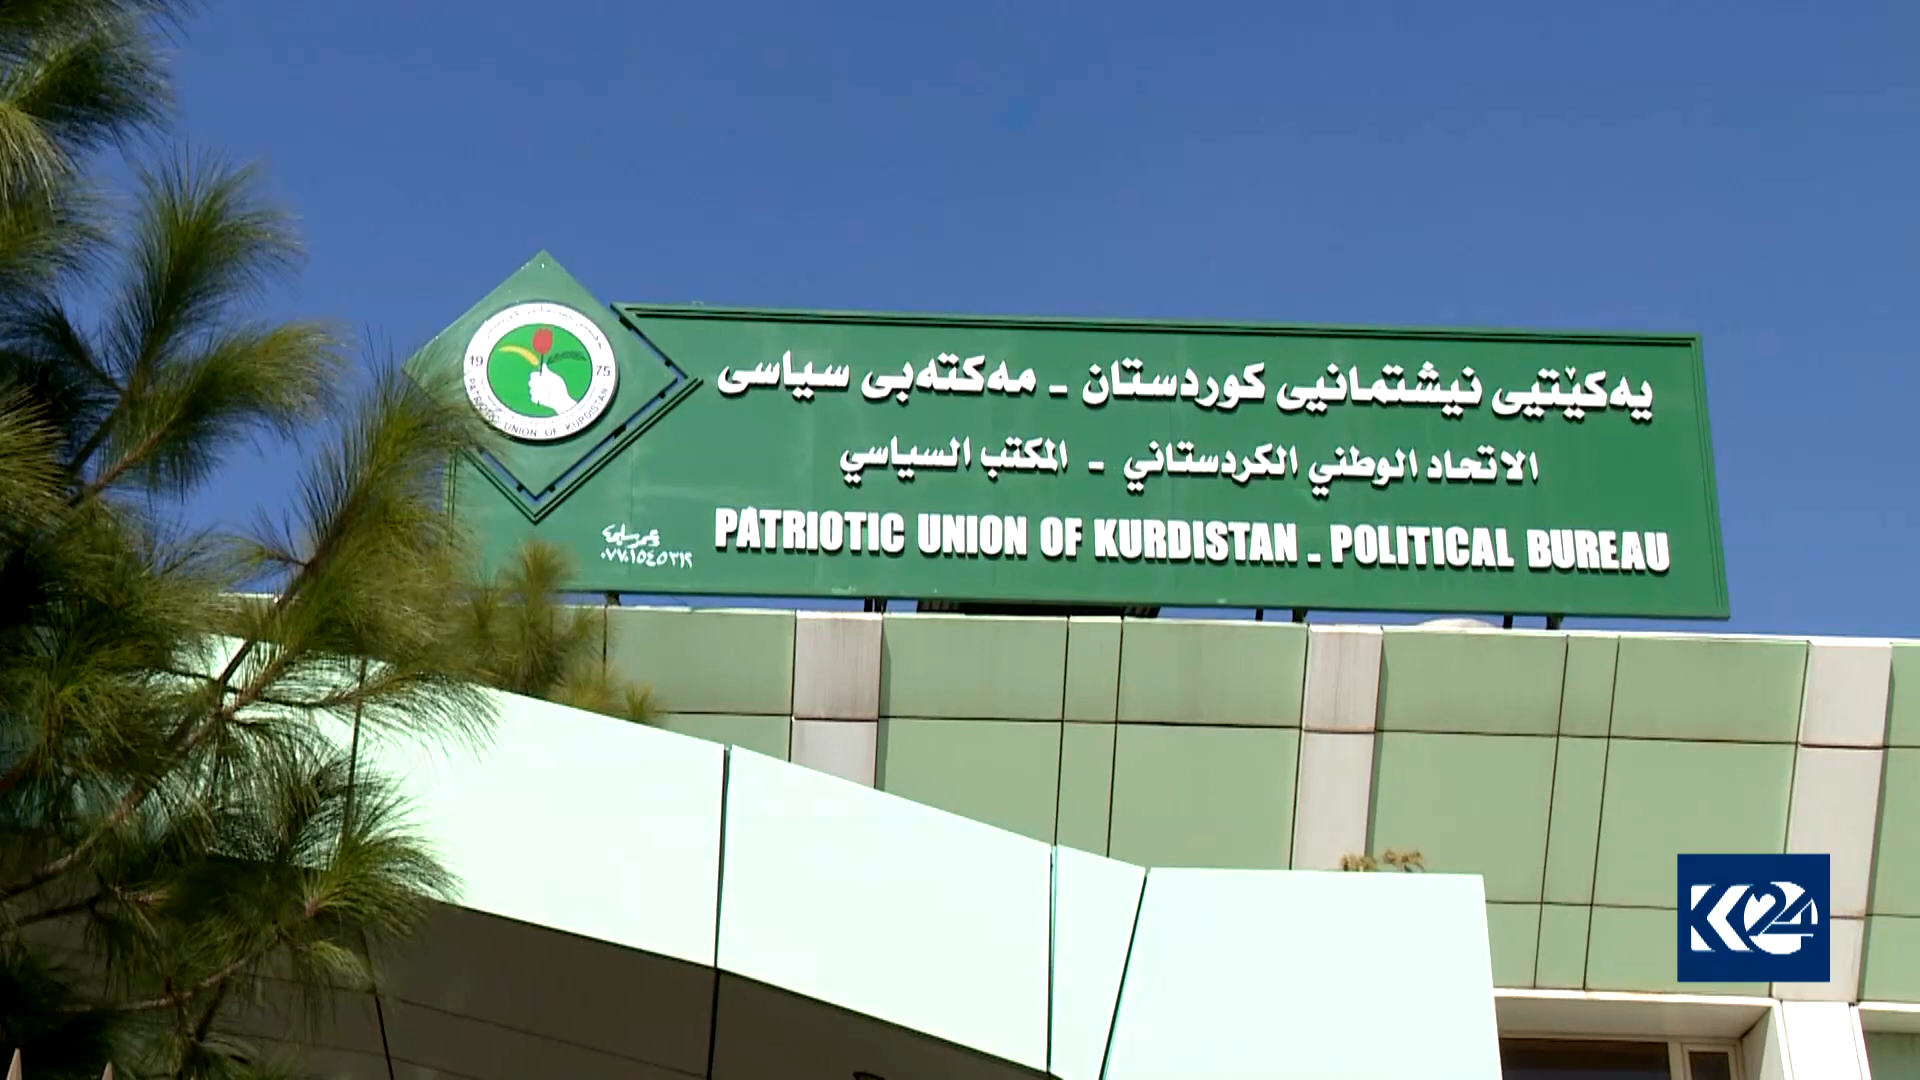 یەکێتیی نیشتمانیی کوردستان - مەکتەبی سیاسی
الاتحاد الوطني الكردستاني - المكتب السياسي
PATRIOTIC UNION OF KURDISTAN - POLITICAL BUREAU
1975
PATRIOTIC UNION OF KURDISTAN
K24